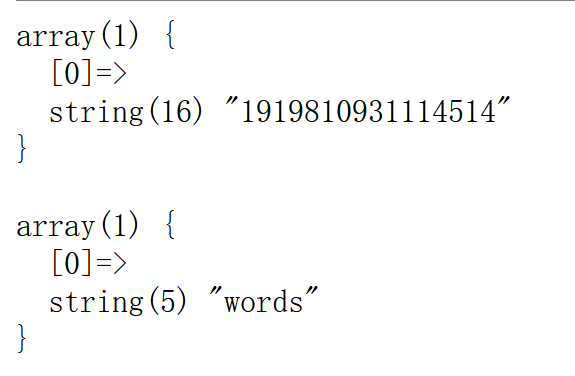 array(1) {
  [0]=>
  string(16) "1919810931114514"
}

array(1) {
  [0]=>
  string(5) "words"
}